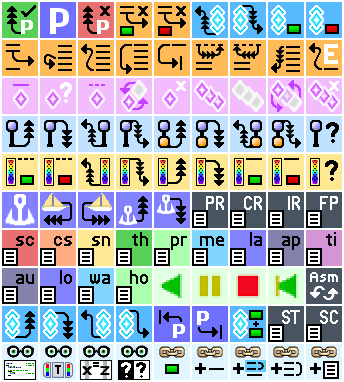 P
E
?
?
?
PR CR IR FP
sc cs sn th pr me la ap ti
au lo wa ho Asm
P P ST SC
T x=z ??